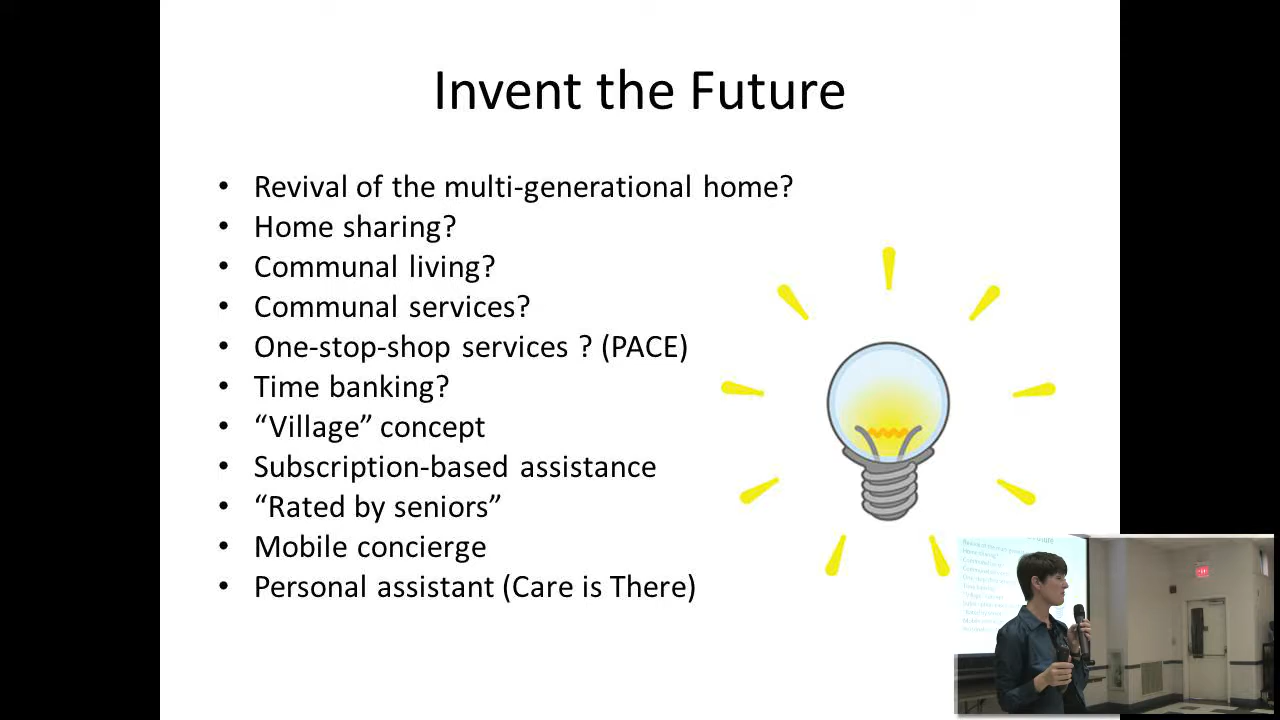 Invent the Future
• Revival of the multi-generational home?
• Home sharing?
• Communal living?
• Communal services?
• One-stop-shop services ? (PACE)
• Time banking?
• “Village” concept
• Subscription-based assistance
• “Rated by seniors”
• Mobile concierge
• Personal assistant (Care is There)